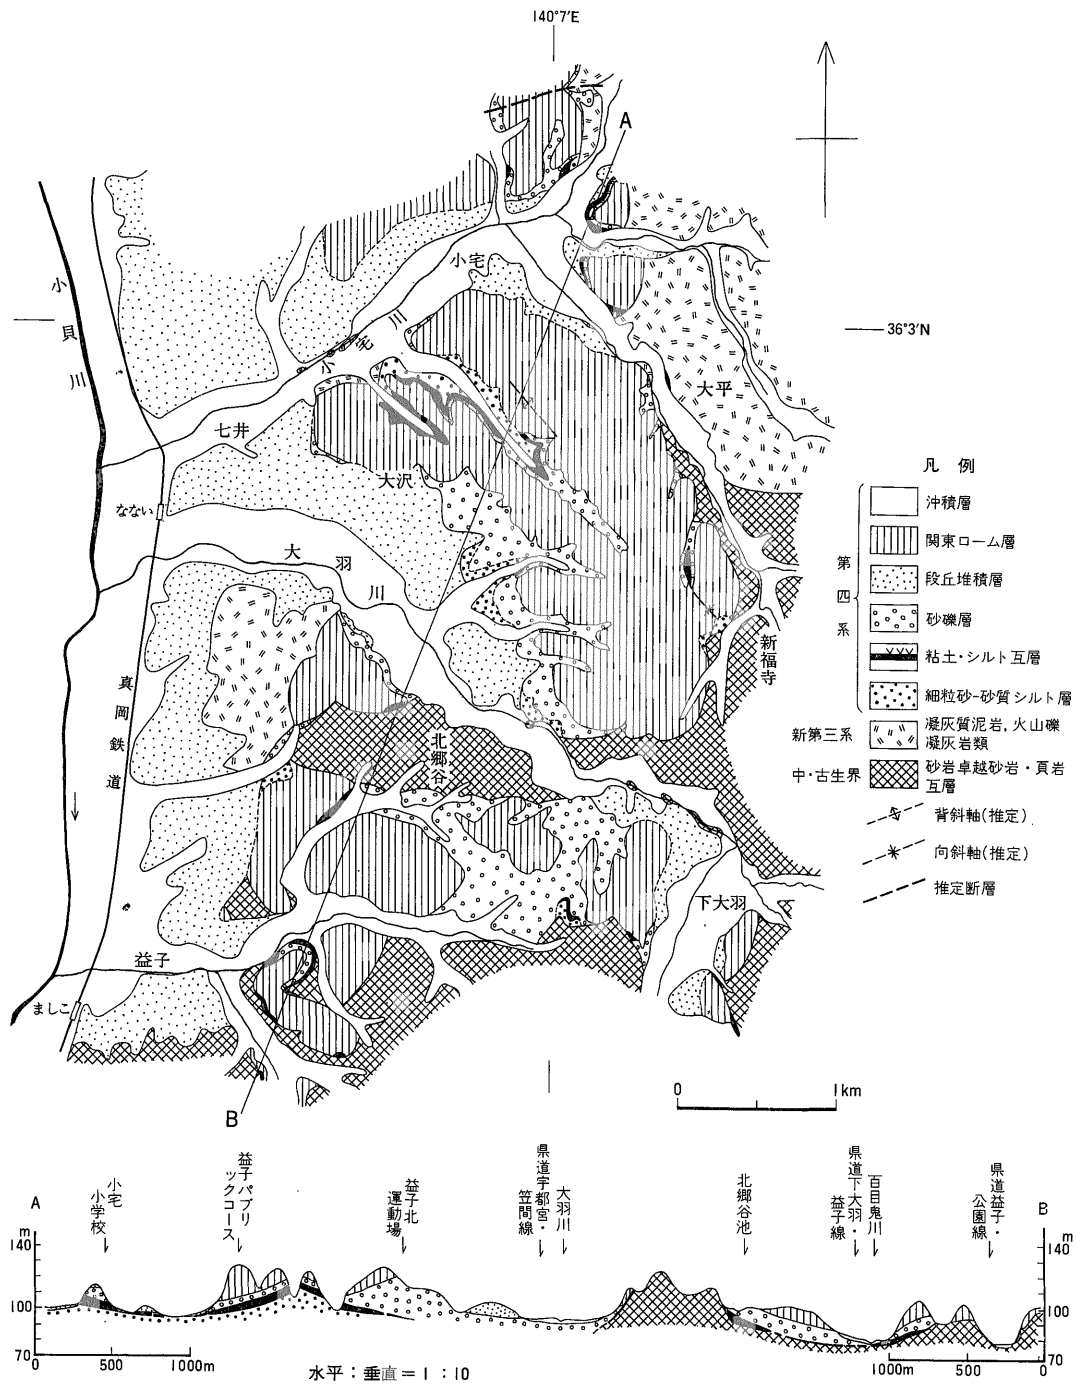 140°7'E
A
小宅
小宅川
36°3'N
小貝川
大平
七井
大沢
なない
大羽川
新福寺
真岡鉄道
北郷谷
下大羽
益子
ましこ
B
凡例
第四系
沖積層
関東ローム層
段丘堆積層
砂礫層
粘土・シルト互層
細粒砂-砂質シルト層
新第三系
凝灰質泥岩,火山礫
凝灰岩類
中・古生界
砂岩卓越砂岩・頁岩
互層
背斜軸(推定)
向斜軸(推定)
推定断層
0 1km
A
m
140
100
70
小宅
小学校
益子パブリ
ックコース
益子北
運動場
県道宇都宮・
笠間線
大羽川
北郷谷池
県道下大羽・
益子線
百目鬼川
県道益子・
公園線
B
m
140
100
70
0 500 1000m
水平:垂直=1:10
1000m 500 0